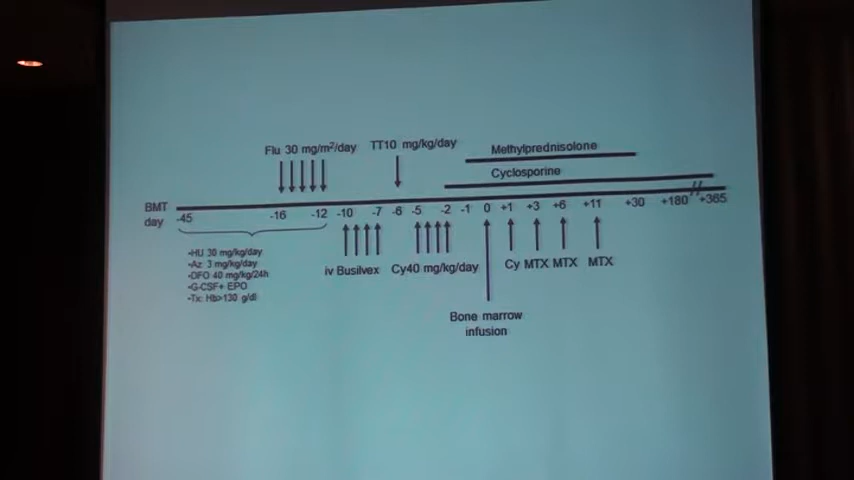 Flu 30 mg/m²/day
TT10 mg/kg/day
Methylprednisolone
Cyclosporine
BMT
day
-45 -16 -12 -10 -7 -6 -5 -2 -1 0 +1 +3 +6 +11 +30 +180 // +365
•HU 30 mg/kg/day
•Az 3 mg/kg/day
•DFO 40 mg/kg/24h
•G-CSF+ EPO
•Tx: Hb>130 g/dl
iv Busilvex
Cy40 mg/kg/day
Cy MTX MTX MTX
Bone marrow
infusion